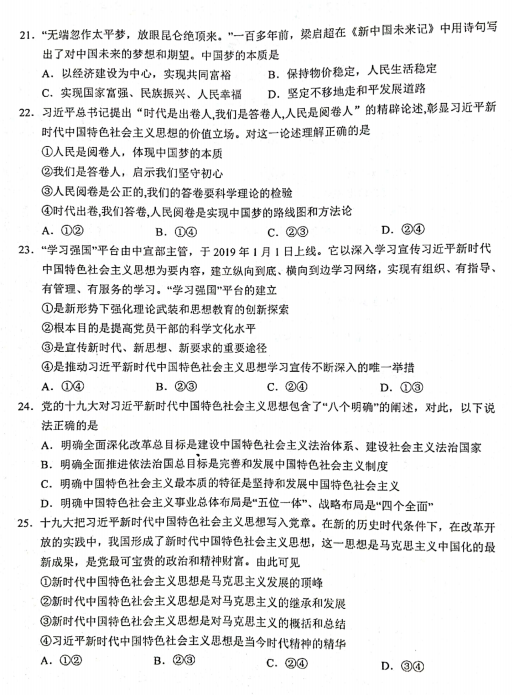 21．“无端忽作太平梦，放眼昆仑绝顶来。”一百多年前，梁启超在《新中国未来记》中用诗句写
出了对中国未来的梦想和期望。中国梦的本质是
A．以经济建设为中心，实现共同富裕 B．保持物价稳定，人民生活稳定
C．实现国家富强、民族振兴、人民幸福 D．坚定不移地走和平发展道路
22．习近平总书记提出“时代是出卷人,我们是答卷人,人民是阅卷人”的精辟论述,彰显习近平新
时代中国特色社会主义思想的价值立场。对这一论述理解正确的是
①人民是阅卷人，体现中国梦的本质
②我们是答卷人，启示我们坚守初心
③人民阅卷是公正的,我们的答卷要科学理论的检验
④时代出卷,我们答卷,人民阅卷是实现中国梦的路线图和方法论
A．①② B．①④ C．②③ D．②④
23．“学习强国”平台由中宣部主管，于 2019 年 1 月 1 日上线。它以深入学习宣传习近平新时代
中国特色社会主义思想为要内容，建立纵向到底、横向到边学习网络，实现有组织、有指导、
有管理、有服务的学习。“学习强国”平台的建立
①是新形势下强化理论武装和思想教育的创新探索
②根本目的是提高党员干部的科学文化水平
③是宣传新时代、新思想、新要求的重要途径
④是推动习近平新时代中国特色社会主义思想学习宣传不断深入的唯一举措
A．①④ B．②③ C．②④ D．①③
24．党的十九大对习近平新时代中国特色社会主义思想包含了“八个明确”的阐述，对此，以下说
法正确的是
A．明确全面深化改革总目标是建设中国特色社会主义法治体系、建设社会主义法治国家
B．明确全面推进依法治国总目标是完善和发展中国特色社会主义制度
C．明确中国特色社会主义最本质的特征是坚持和发展中国特色社会主义
D．明确中国特色社会主义事业总体布局是“五位一体”、战略布局是“四个全面”
25．十九大把习近平新时代中国特色社会主义思想写入党章。在新的历史时代条件下，在改革开
放的实践中，我国形成了新时代中国特色社会主义思想，这一思想是马克思主义中国化的最
新成果，是党最可宝贵的政治和精神财富。由此可见
①新时代中国特色社会主义思想是马克思主义发展的顶峰
②新时代中国特色社会主义思想是对马克思主义的继承和发展
③新时代中国特色社会主义思想是对马克思主义的概括和总结
④习近平新时代中国特色社会主义思想是当今时代精神的精华
A．①② B．②③ C．②④ D．③④